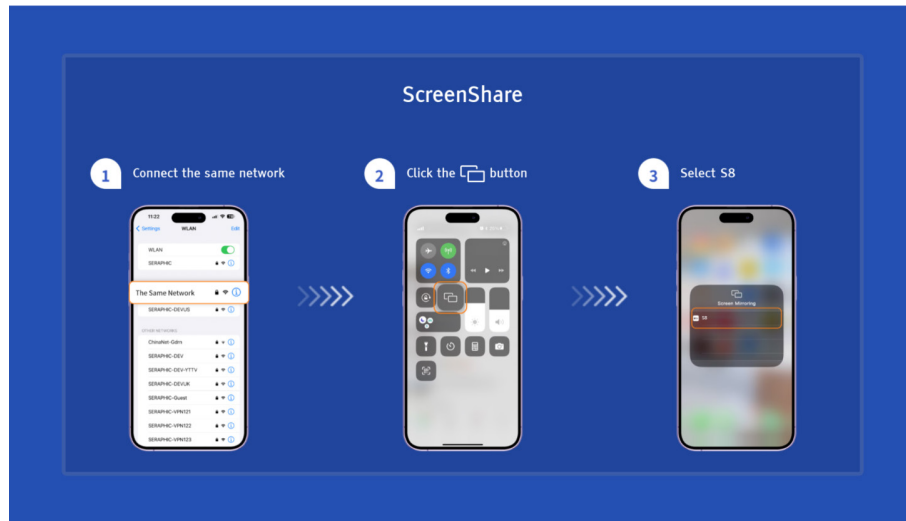 ScreenShare
1 Connect the same network
2 Click the button
3 Select S8
11:22
Settings WLAN Edit
WLAN
SERAPHIC
The Same Network
SERAPHIC-DEVUS
OTHER NETWORKS
ChinaNet-Gdrn
SERAPHIC-DEV
SERAPHIC-DEV-YTTV
SERAPHIC-DEVUK
SERAPHIC-Guest
SERAPHIC-VPN121
SERAPHIC-VPN122
SERAPHIC-VPN123
Screen Mirroring
S8